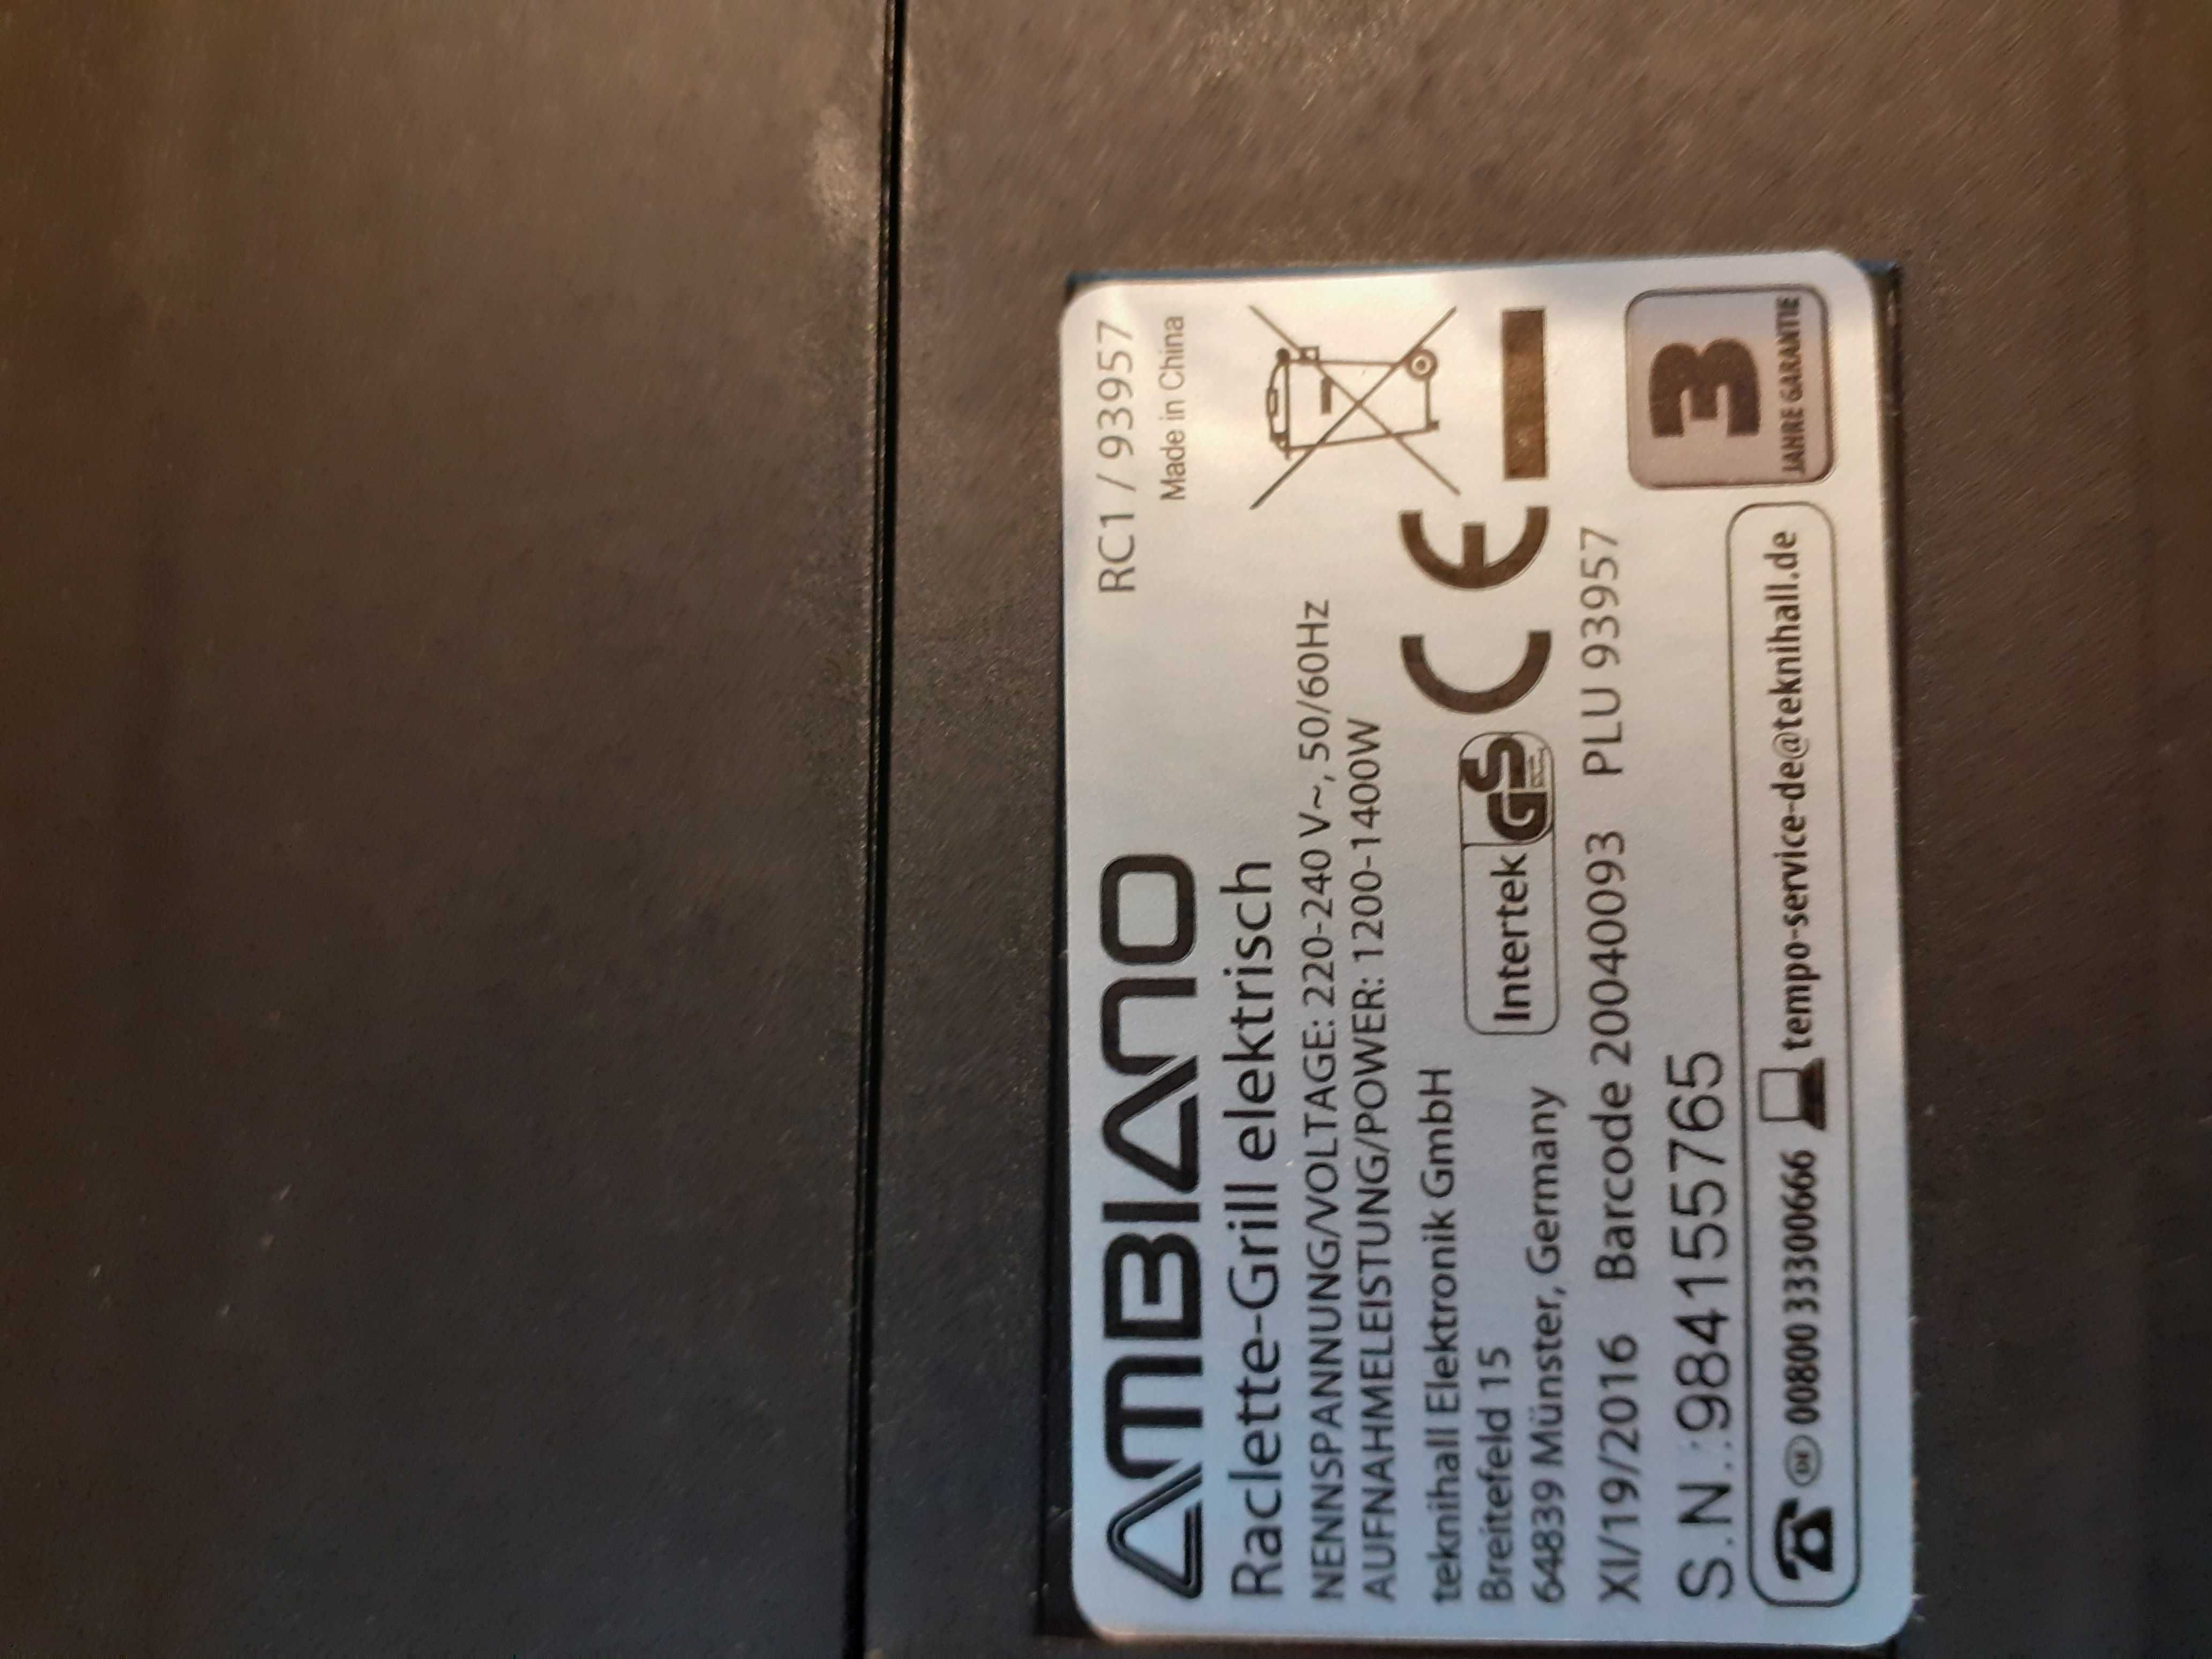 AMBIANO
RC1 / 93957
Made in China
Raclette-Grill elektrisch
NENNSPANNUNG/VOLTAGE: 220-240 V~, 50/60Hz
AUFNAHMELEISTUNG/POWER: 1200-1400W
teknihall Elektronik GmbH
Breitefeld 15
64839 Münster, Germany
Intertek GS
CE
XI/19/2016 Barcode 20040093 PLU 93957
S.N.:984155765
DE 00800 33300666 tempo-service-de@teknihall.de
3
JAHRE GARANTIE